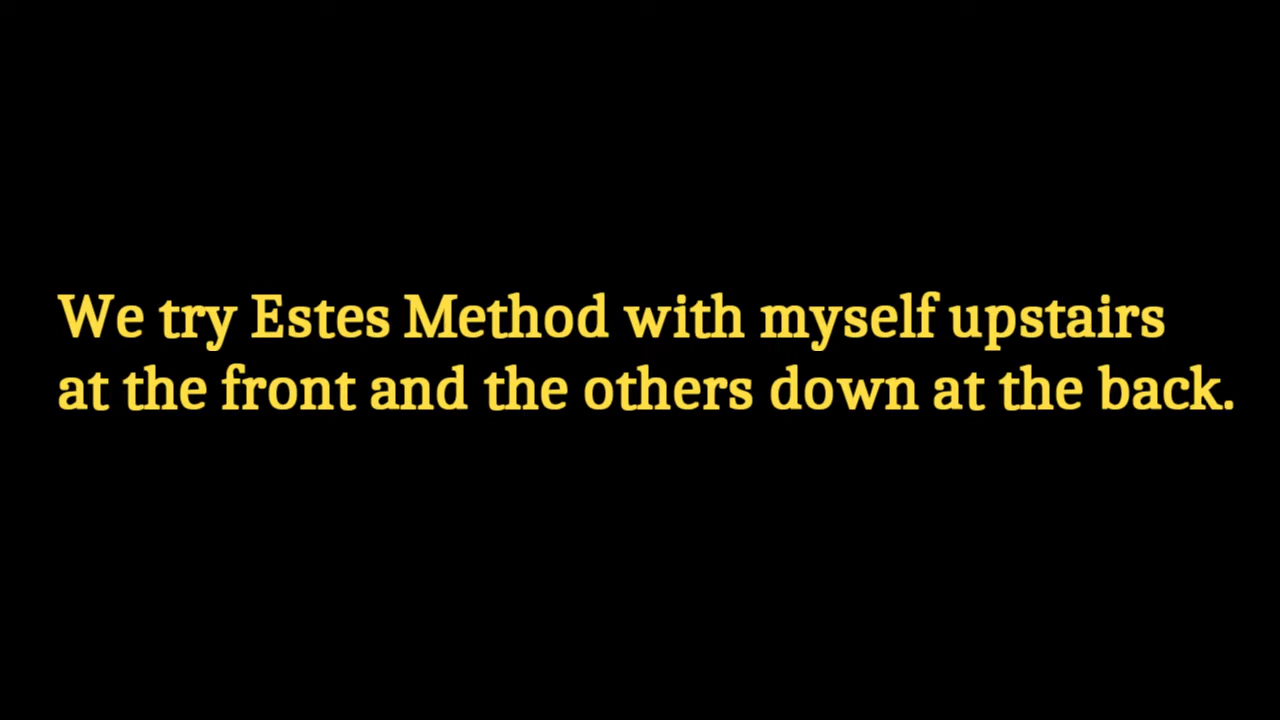 We try Estes Method with myself upstairs
at the front and the others down at the back.